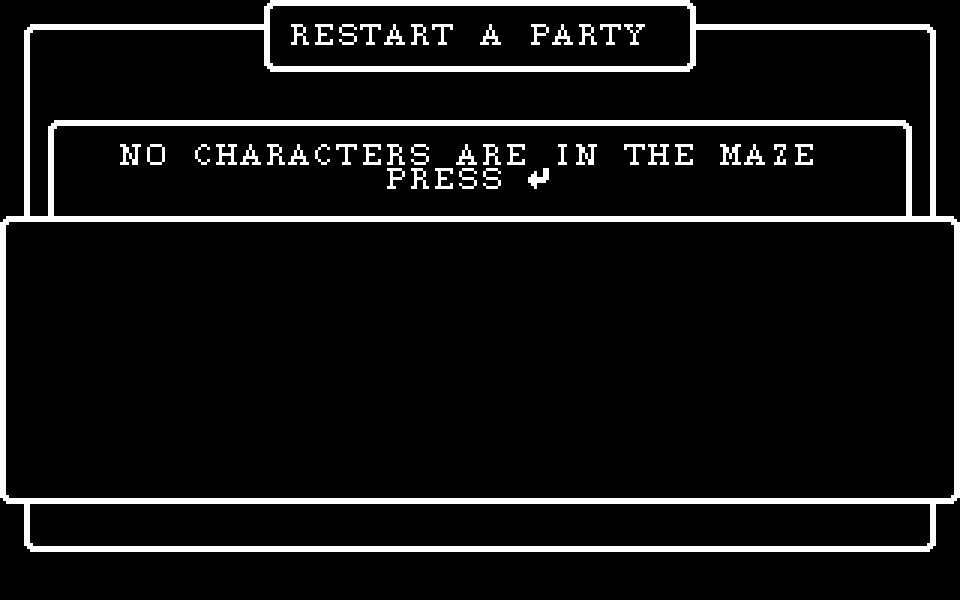 RESTART A PARTY
NO CHARACTERS ARE IN THE MAZE
PRESS ↵